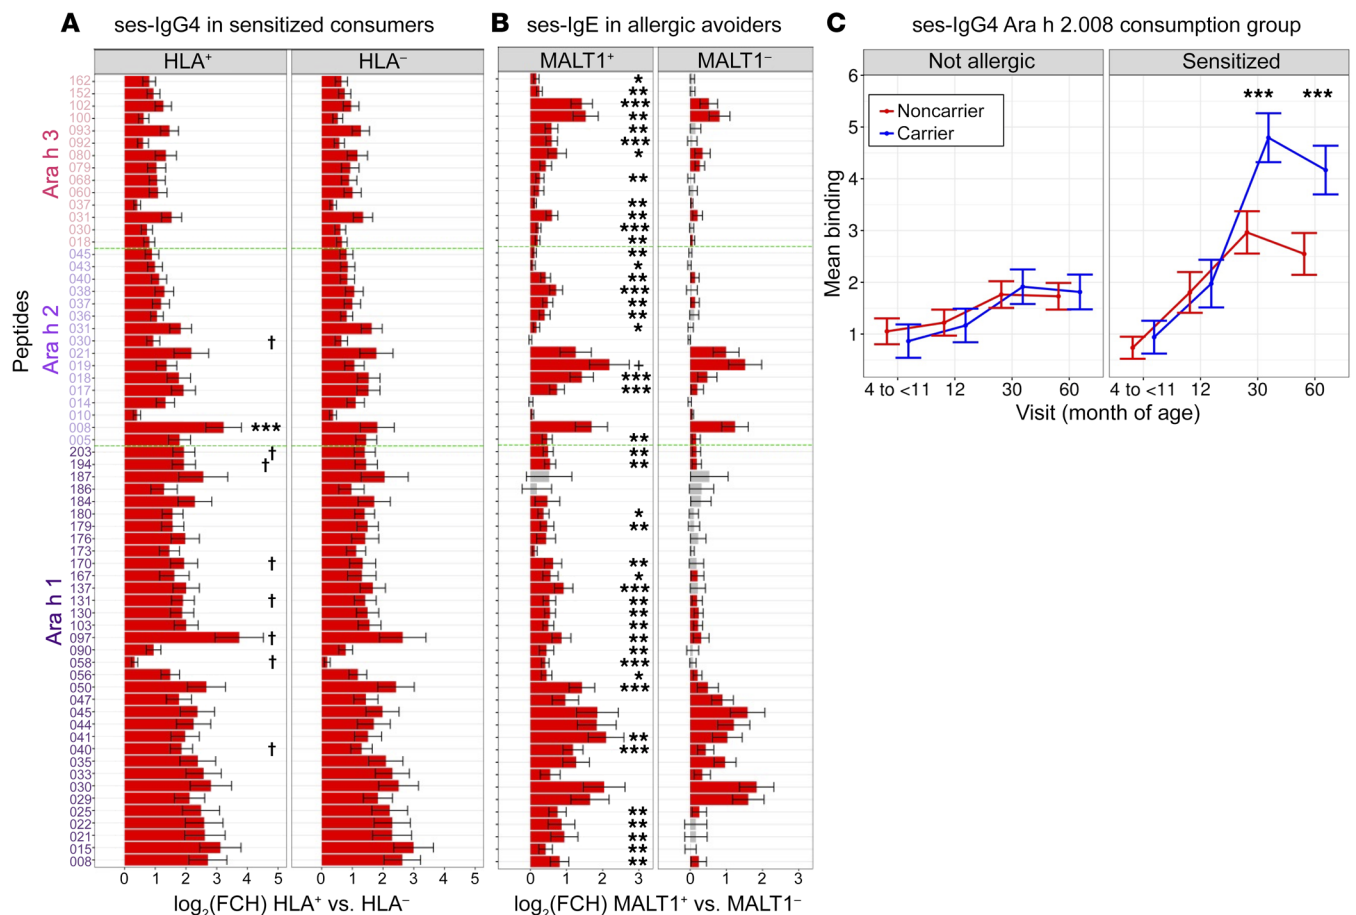 A ses-IgG4 in sensitized consumers
B ses-IgE in allergic avoiders
C ses-IgG4 Ara h 2.008 consumption group
HLA⁺ HLA⁻
MALT1⁺ MALT1⁻
Not allergic Sensitized
Peptides
Ara h 3
Ara h 2
Ara h 1
162 *
152 **
102 ***
100 **
093 **
092 ***
080 *
079
068 **
060
037 **
031 **
030 ***
018 **
045 **
043 *
040 **
038 ***
037 **
036 **
031 *
030 †
021
019 +
018 ***
017 ***
014
010
008 ***
005 **
203 † **
194 † **
187
186
184
180 *
179 **
176
173
170 † **
167 *
137 ***
131 † **
130 **
103 **
097 † **
090 **
058 † ***
056 *
050 ***
047
045
044
041 **
040 † ***
035
033
030
029
025 **
022 **
021 **
015 **
008 **
0 1 2 3 4 5 0 1 2 3 4 5
log₂(FCH) HLA⁺ vs. HLA⁻
0 1 2 3 0 1 2 3
log₂(FCH) MALT1⁺ vs. MALT1⁻
Mean binding
6
5
4
3
2
1
Noncarrier
Carrier
*** ***
4 to <11 12 30 60 4 to <11 12 30 60
Visit (month of age)